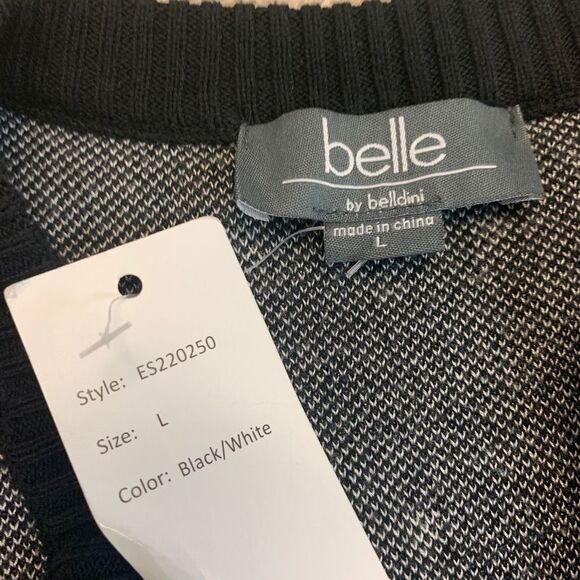 belle
by belldini
made in china
L
Style: ES220250
Size: L
Color: Black/White